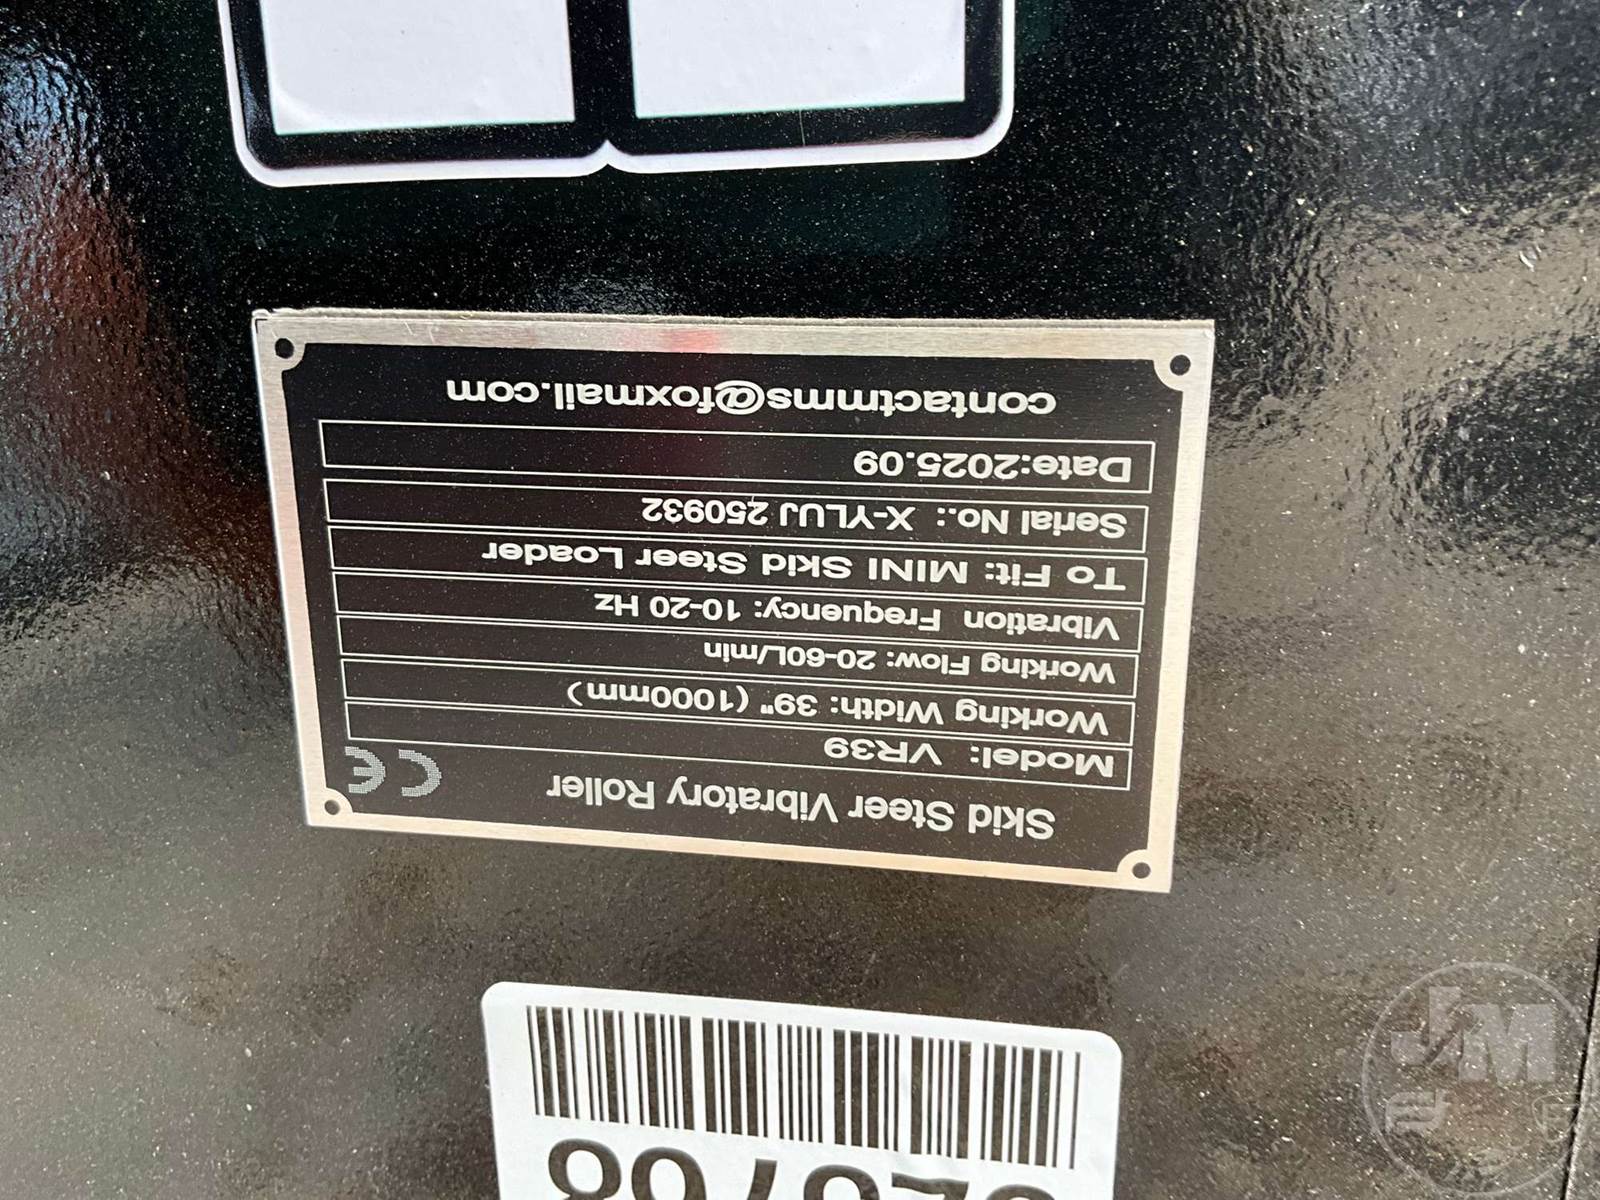 Skid Steer Vibratory Roller
CE
Model: VR39
Working Width: 39" (1000mm)
Working Flow: 20-60L/min
Vibration Frequency: 10-20 Hz
To Fit: MINI Skid Steer Loader
Serial No.: X-YLUJ 250932
Date:2025.09
contactmms@foxmail.com
J/M